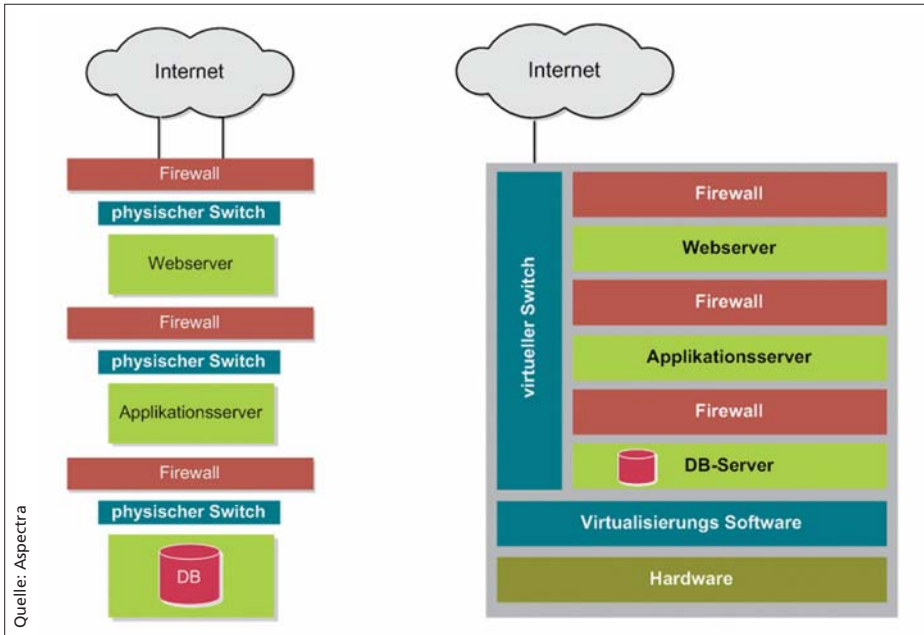 Internet
Firewall
physischer Switch
Webserver
Firewall
physischer Switch
Applikationsserver
Firewall
physischer Switch
DB
Internet
virtueller Switch
Firewall
Webserver
Firewall
Applikationsserver
Firewall
DB-Server
Virtualisierungs Software
Hardware
Quelle: Aspectra